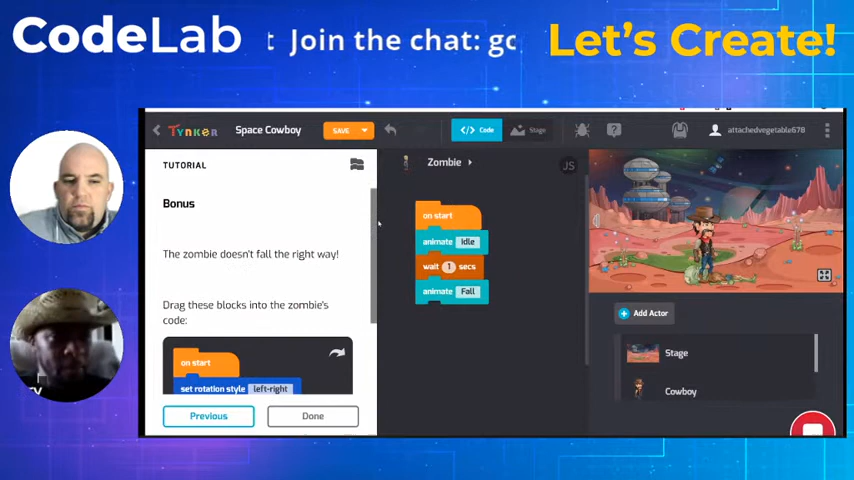 CodeLab
t Join the chat: gc
Let's Create!
TYNKER
Space Cowboy
SAVE
</> Code
Stage
attachedvegetable678
TUTORIAL
Zombie
JS
Bonus
The zombie doesn't fall the right way!
Drag these blocks into the zombie's
code:
on start
set rotation style left-right
Previous
Done
on start
animate Idle
wait 1 secs
animate Fall
Add Actor
Stage
Cowboy